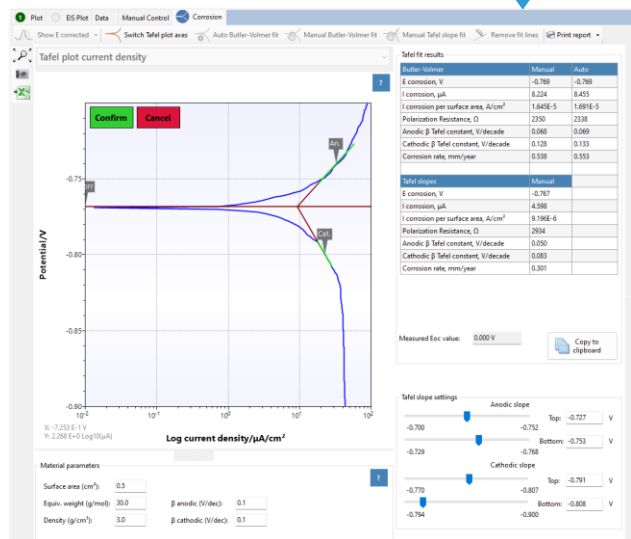 Plot EIS Plot Data Manual Control Corrosion
Show E corrected Switch Tafel plot axes Auto Butler-Volmer fit Manual Butler-Volmer fit Manual Tafel slope fit Remove fit lines Print report
Tafel plot current density
?
Confirm Cancel
An.
orr
Cat.
-0.75
-0.80
-0.85
-0.90
Potential/V
10-2 10-1 100 101 102
X: -7.253 E-1 V
Y: 2.268 E+0 Log10(μA)
Log current density/μA/cm²
Material parameters
?
Surface area (cm²): 0.5
Equiv. weight (g/mol): 30.0 β anodic (V/dec): 0.1
Density (g/cm³): 3.0 β cathodic (V/dec): 0.1
Tafel fit results
Butler-Volmer Manual Auto
E corrosion, V -0.769 -0.769
I corrosion, μA 8.224 8.455
I corrosion per surface area, A/cm² 1.645E-5 1.691E-5
Polarization Resistance, Ω 2350 2338
Anodic β Tafel constant, V/decade 0.068 0.069
Cathodic β Tafel constant, V/decade 0.128 0.133
Corrosion rate, mm/year 0.538 0.553
Tafel slopes Manual
E corrosion, V -0.767
I corrosion, μA 4.598
I corrosion per surface area, A/cm² 9.196E-6
Polarization Resistance, Ω 2934
Anodic β Tafel constant, V/decade 0.050
Cathodic β Tafel constant, V/decade 0.083
Corrosion rate, mm/year 0.301
Measured Eoc value: 0.000 V
Copy to
clipboard
Tafel slope settings
Anodic slope
Top: -0.727 V
-0.700 -0.752
Bottom: -0.753 V
-0.729 -0.768
Cathodic slope
Top: -0.791 V
-0.770 -0.807
Bottom: -0.808 V
-0.794 -0.900